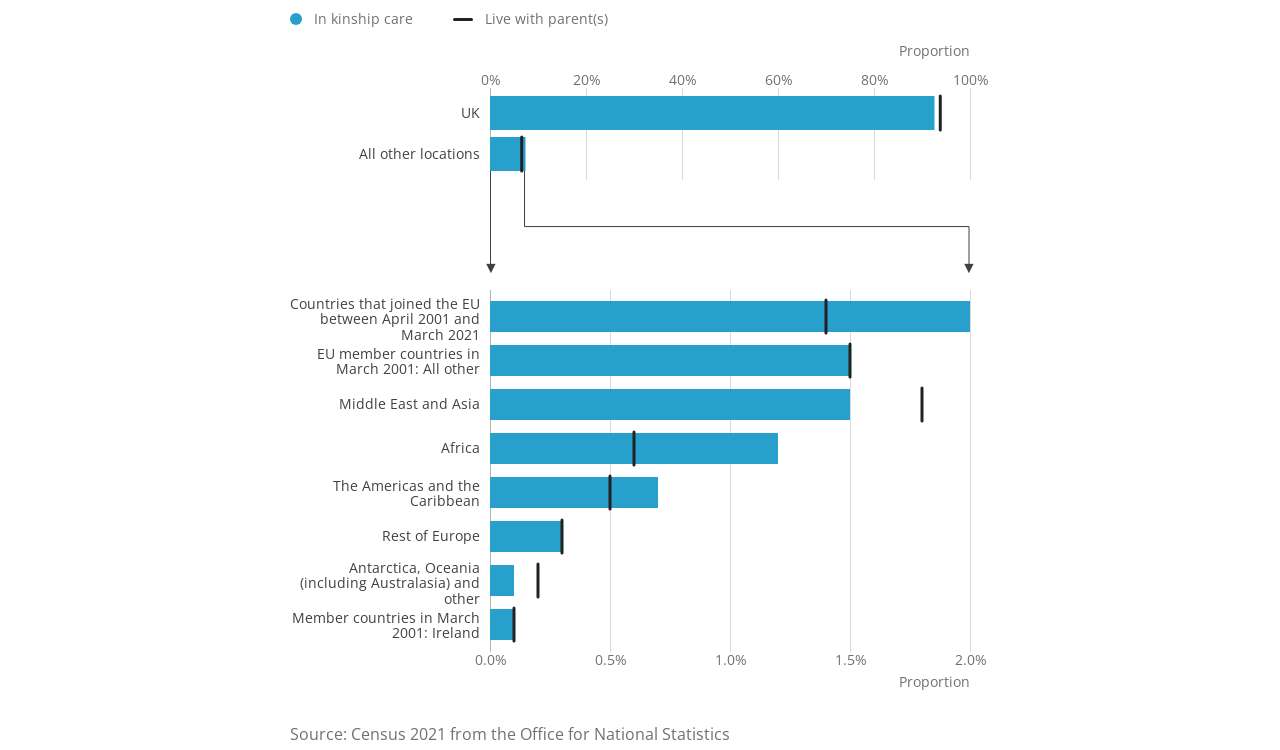 In kinship care
Live with parent(s)
Proportion
0% 20% 40% 60% 80% 100%
UK
All other locations
Countries that joined the EU
between April 2001 and
March 2021
EU member countries in
March 2001: All other
Middle East and Asia
Africa
The Americas and the
Caribbean
Rest of Europe
Antarctica, Oceania
(including Australasia) and
other
Member countries in March
2001: Ireland
0.0% 0.5% 1.0% 1.5% 2.0%
Proportion
Source: Census 2021 from the Office for National Statistics